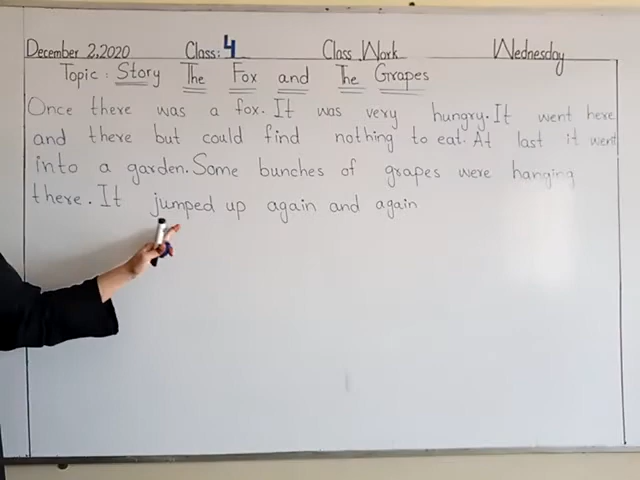 December 2,2020 Class: 4 Class Work Wednesday
Topic : Story The Fox and The Grapes
Once there was a fox. It was very hungry. It went here
and there but could find nothing to eat. At last it went
into a garden. Some bunches of grapes were hanging
there. It jumped up again and again